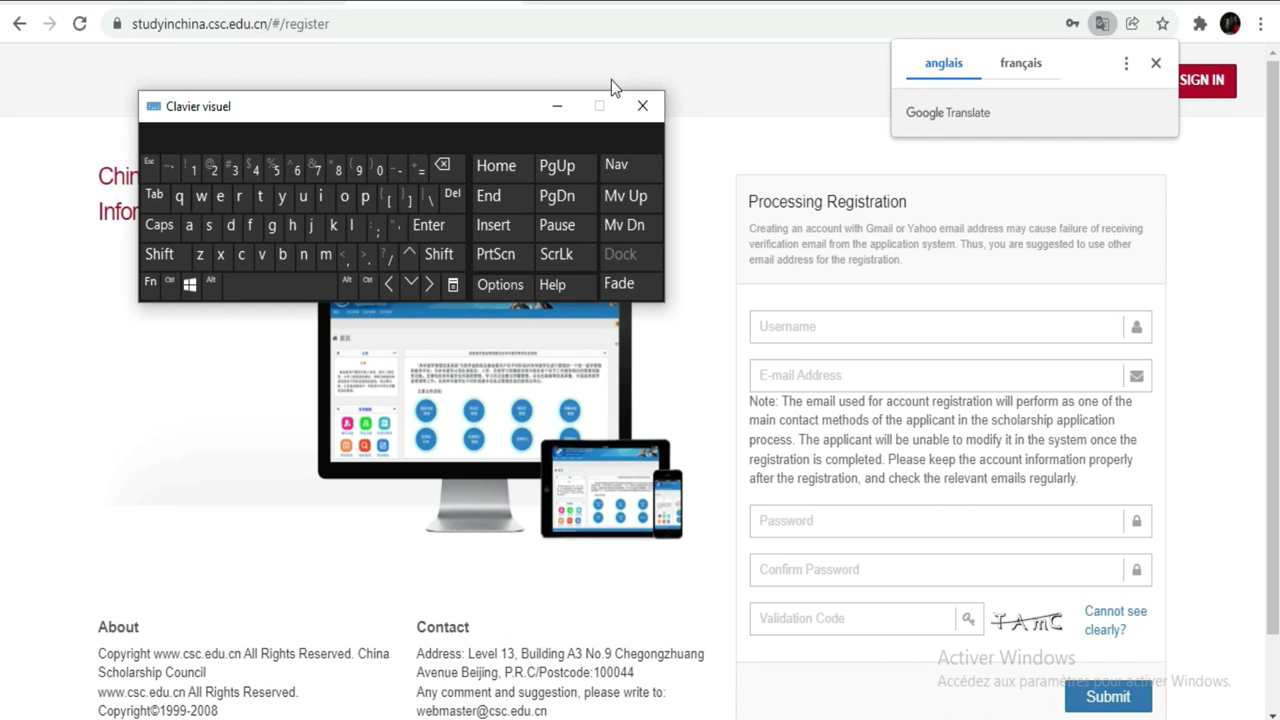 studyinchina.csc.edu.cn/#/register
anglais français
Google Translate
SIGN IN
Clavier visuel
Esc ~ ` ! 1 @ 2 # 3 $ 4 % 5 ^ 6 & 7 * 8 ( 9 ) 0 _ - + = Home PgUp Nav
Tab q w e r t y u i o p { [ } ] | \ Del End PgDn Mv Up
Caps a s d f g h j k l : ; " ' Enter Insert Pause Mv Dn
Shift z x c v b n m < , > . ? / Shift PrtScn ScrLk Dock
Fn Ctrl Alt Alt Ctrl Options Help Fade
Processing Registration
Creating an account with Gmail or Yahoo email address may cause failure of receiving
verification email from the application system. Thus, you are suggested to use other
email address for the registration.
Username
E-mail Address
Note: The email used for account registration will perform as one of the
main contact methods of the applicant in the scholarship application
process. The applicant will be unable to modify it in the system once the
registration is completed. Please keep the account information properly
after the registration, and check the relevant emails regularly.
Password
Confirm Password
Validation Code
TAMC
Cannot see
clearly?
Submit
About
Copyright www.csc.edu.cn All Rights Reserved. China
Scholarship Council
www.csc.edu.cn All Rights Reserved.
Copyright©1999-2008
Contact
Address: Level 13, Building A3 No.9 Chegongzhuang
Avenue Beijing, P.R.C/Postcode:100044
Any comment and suggestion, please write to:
webmaster@csc.edu.cn
Activer Windows
Accédez aux paramètres pour activer Windows.